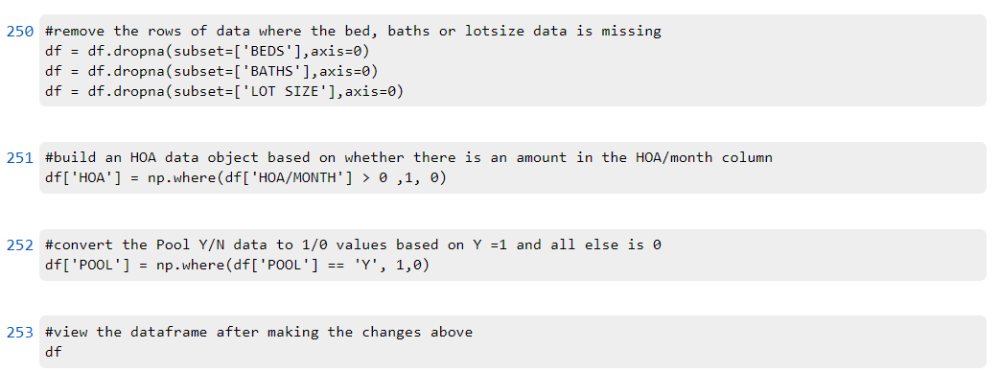 250 #remove the rows of data where the bed, baths or lotsize data is missing
df = df.dropna(subset=['BEDS'],axis=0)
df = df.dropna(subset=['BATHS'],axis=0)
df = df.dropna(subset=['LOT SIZE'],axis=0)
251 #build an HOA data object based on whether there is an amount in the HOA/month column
df['HOA'] = np.where(df['HOA/MONTH'] > 0 ,1, 0)
252 #convert the Pool Y/N data to 1/0 values based on Y =1 and all else is 0
df['POOL'] = np.where(df['POOL'] == 'Y', 1,0)
253 #view the dataframe after making the changes above
df